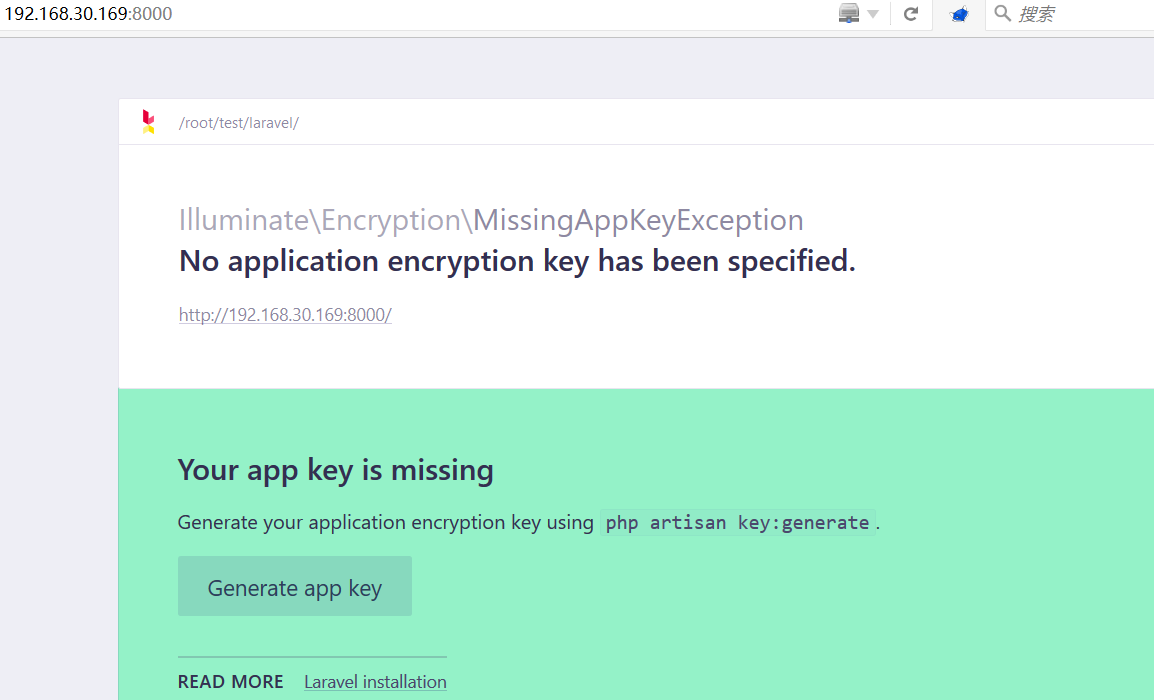 192.168.30.169:8000
搜索
/root/test/laravel/
Illuminate\Encryption\MissingAppKeyException
No application encryption key has been specified.
http://192.168.30.169:8000/
Your app key is missing
Generate your application encryption key using php artisan key:generate.
Generate app key
READ MORE Laravel installation